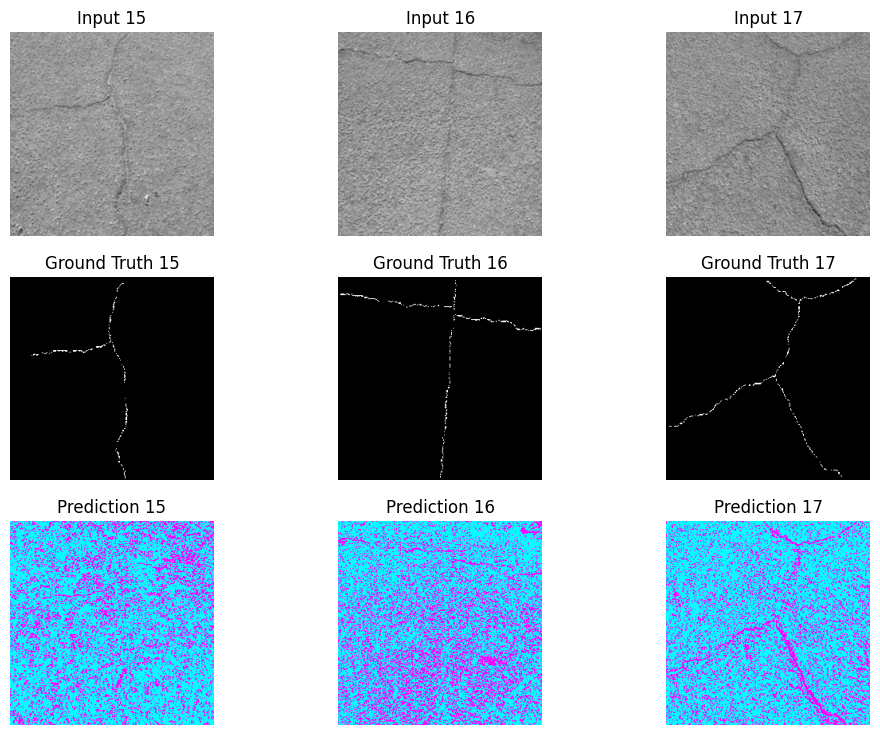 Input 15
Input 16
Input 17
Ground Truth 15
Ground Truth 16
Ground Truth 17
Prediction 15
Prediction 16
Prediction 17